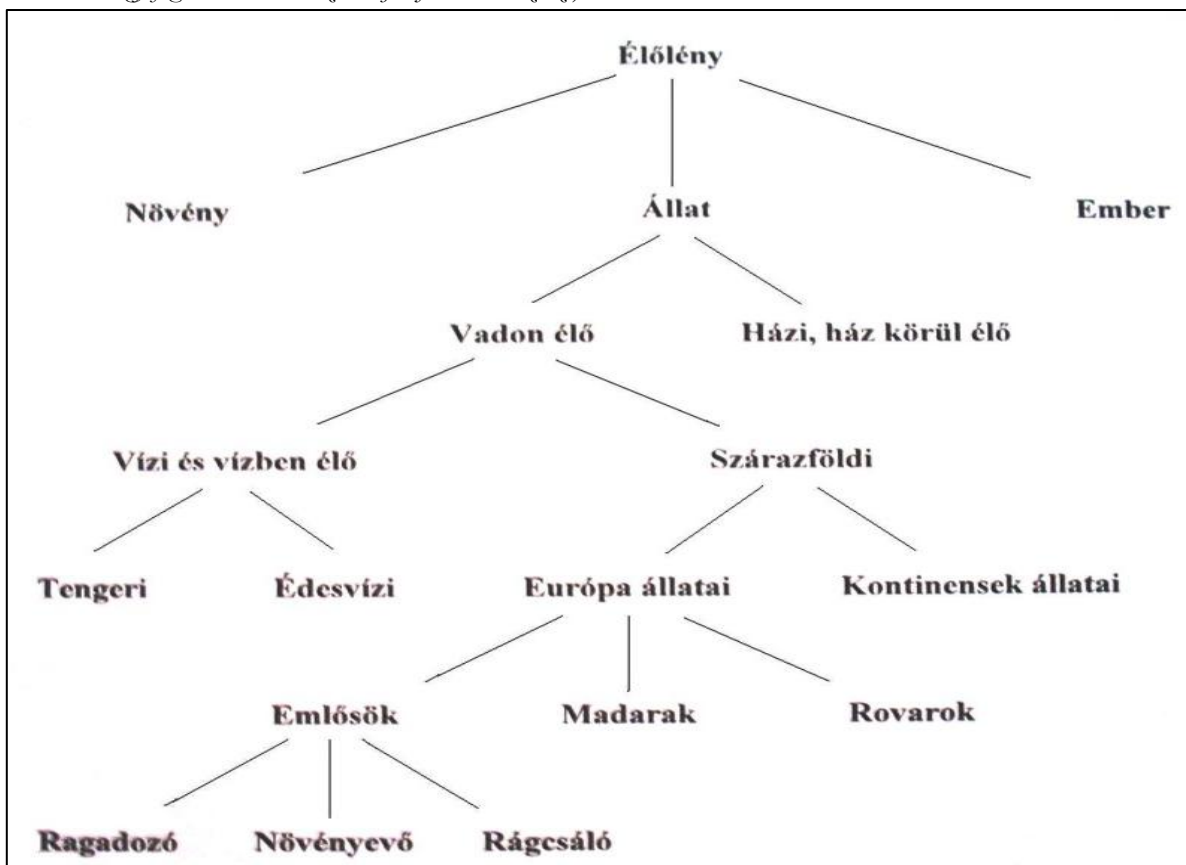 Élőlény
Növény Állat Ember
Vadon élő Házi, ház körül élő
Vízi és vízben élő Szárazföldi
Tengeri Édesvízi Európa állatai Kontinensek állatai
Emlősök Madarak Rovarok
Ragadozó Növényevő Rágcsáló